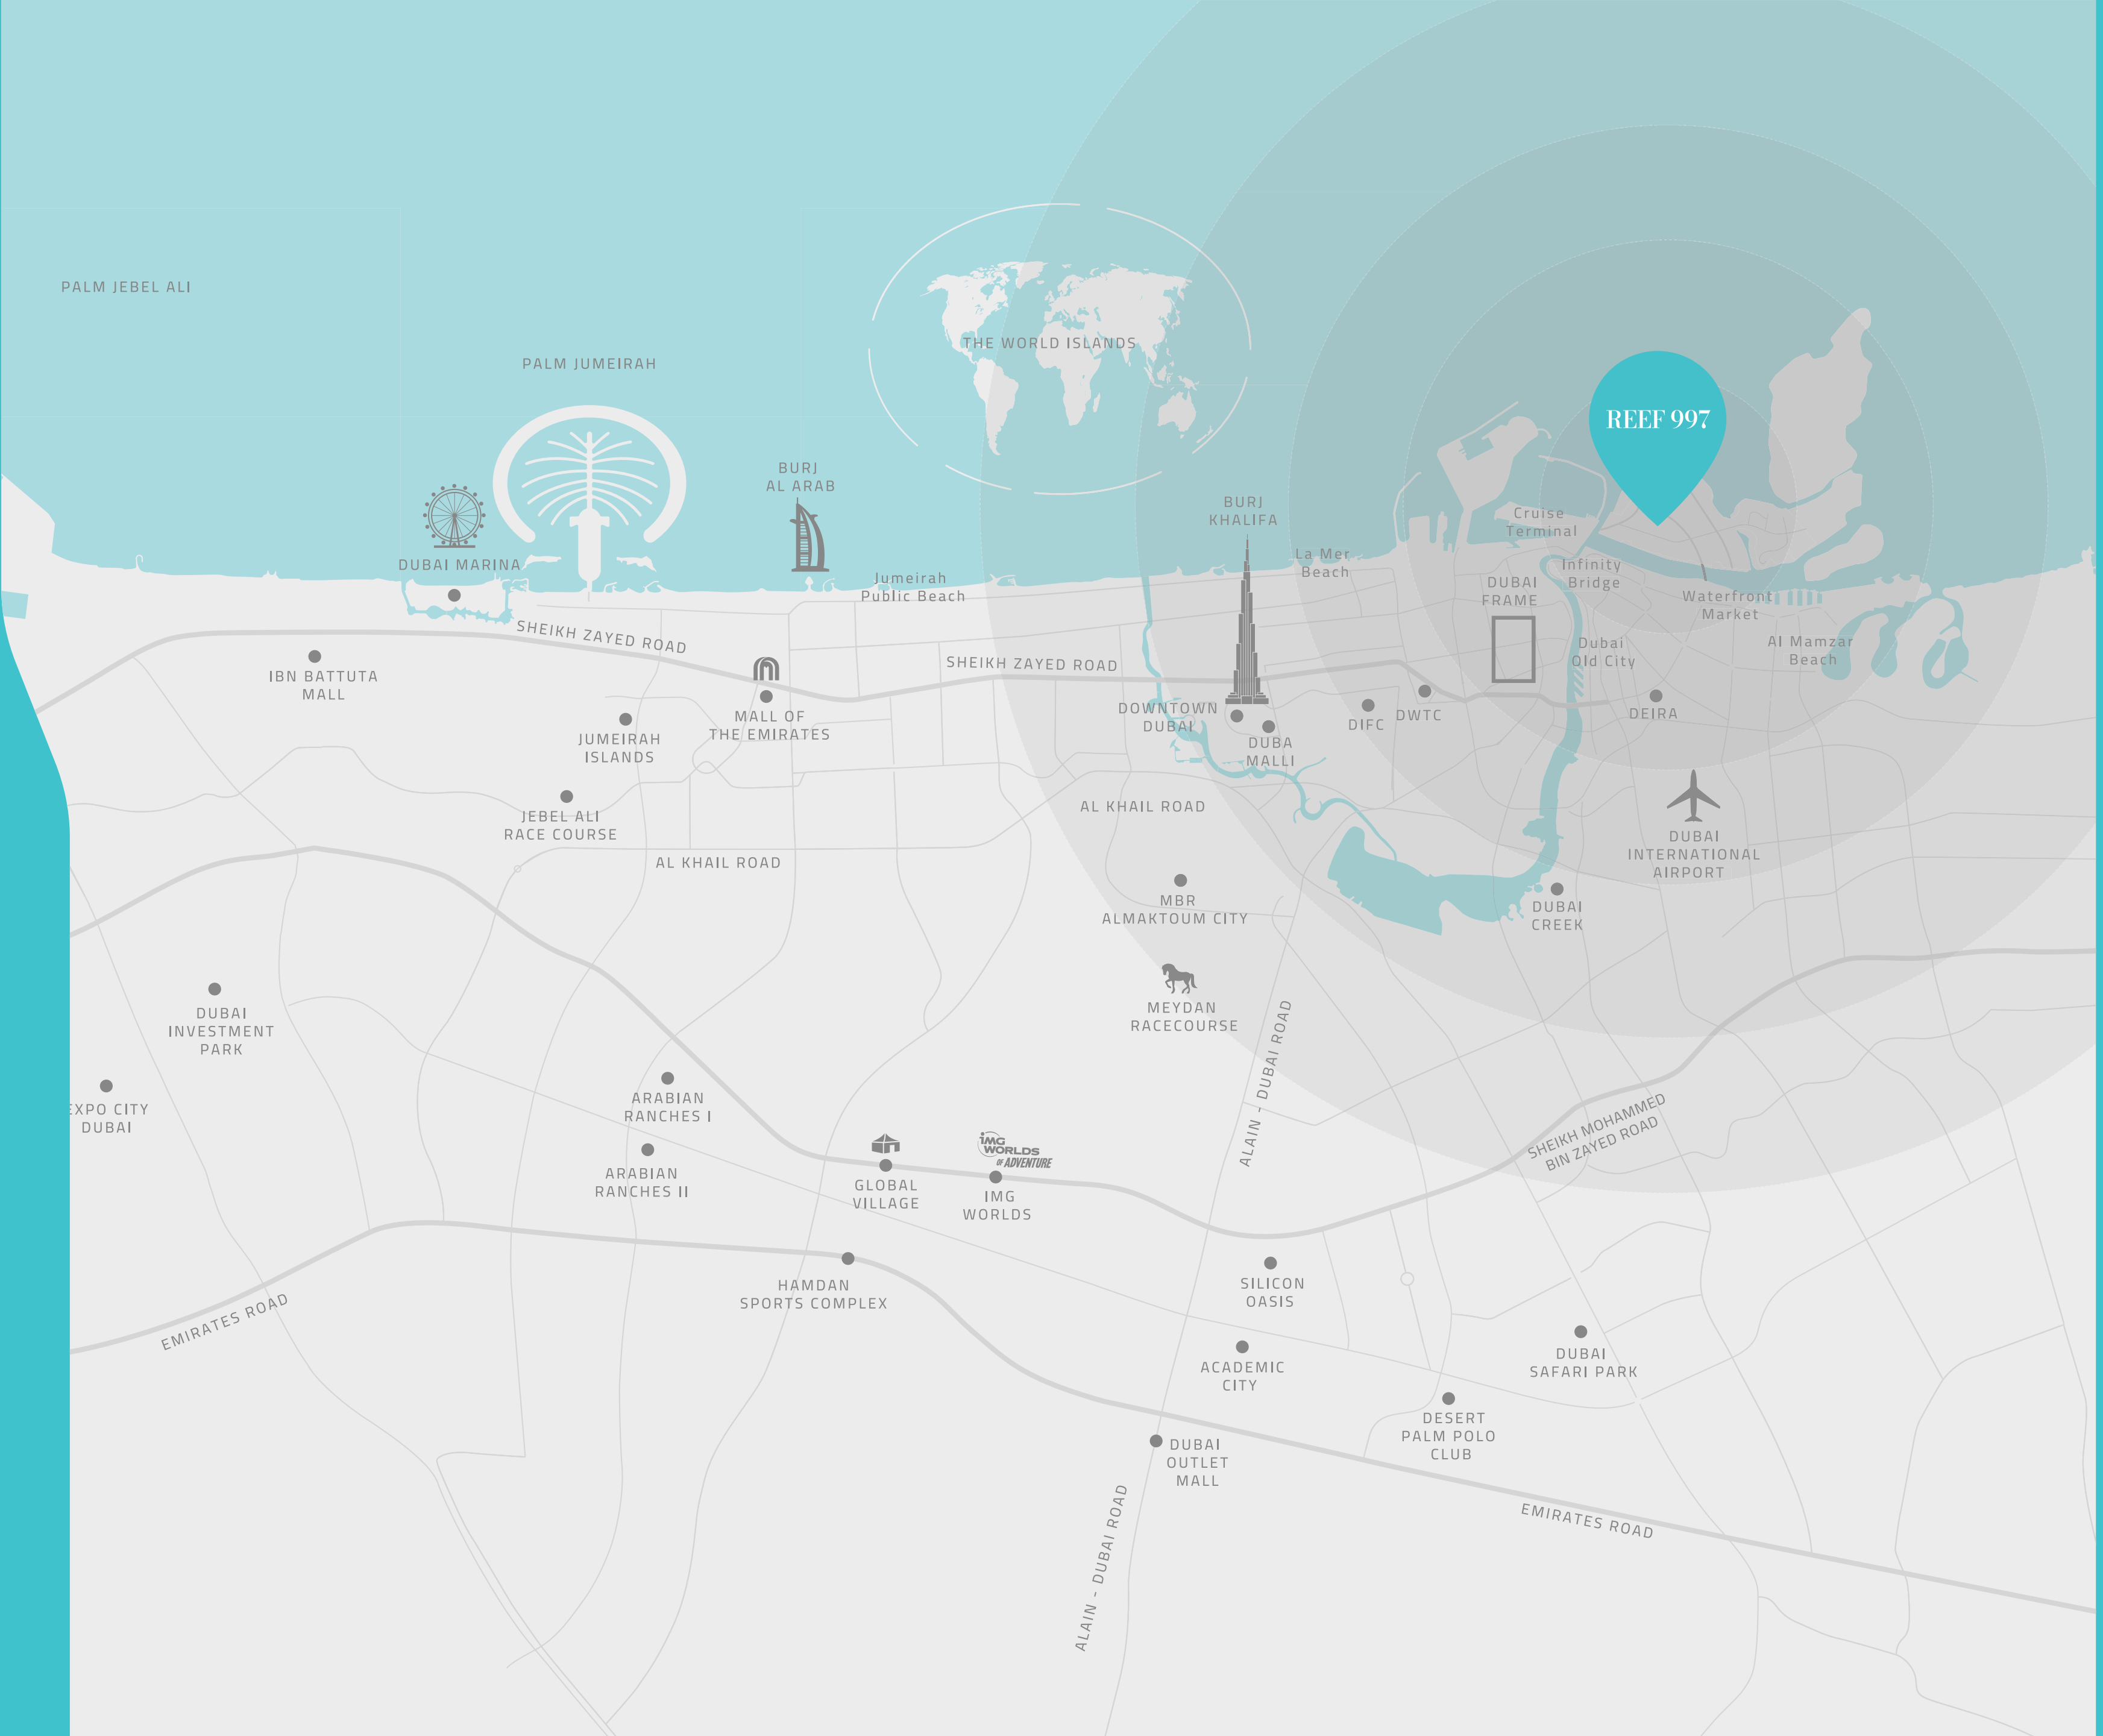 PALM JEBEL ALI
PALM JUMEIRAH
THE WORLD ISLANDS
REEF 997
BURJ
AL ARAB
BURJ
KHALIFA
Cruise
Terminal
La Mer
Beach
DUBAI MARINA
Jumeirah
Public Beach
Infinity
Bridge
DUBAI
FRAME
Waterfront
Market
SHEIKH ZAYED ROAD
SHEIKH ZAYED ROAD
Dubai
Qld City
Al Mamzar
Beach
IBN BATTUTA
MALL
MALL OF
THE EMIRATES
JUMEIRAH
ISLANDS
DOWNTOWN
DUBAI
DUBA
MALLI
DIFC
DWTC
DEIRA
JEBEL ALI
RACE COURSE
AL KHAIL ROAD
AL KHAIL ROAD
DUBAI
INTERNATIONAL
AIRPORT
MBR
ALMAKTOUM CITY
DUBAI
CREEK
MEYDAN
RACECOURSE
DUBAI
INVESTMENT
PARK
ALAIN - DUBAI ROAD
EXPO CITY
DUBAI
ARABIAN
RANCHES I
ARABIAN
RANCHES II
SHEIKH MOHAMMED
BIN ZAYED ROAD
IMG
WORLDS
OF ADVENTURE
GLOBAL
VILLAGE
IMG
WORLDS
HAMDAN
SPORTS COMPLEX
SILICON
OASIS
EMIRATES ROAD
ACADEMIC
CITY
DUBAI
SAFARI PARK
DESERT
PALM POLO
CLUB
DUBAI
OUTLET
MALL
EMIRATES ROAD
ALAIN - DUBAI ROAD